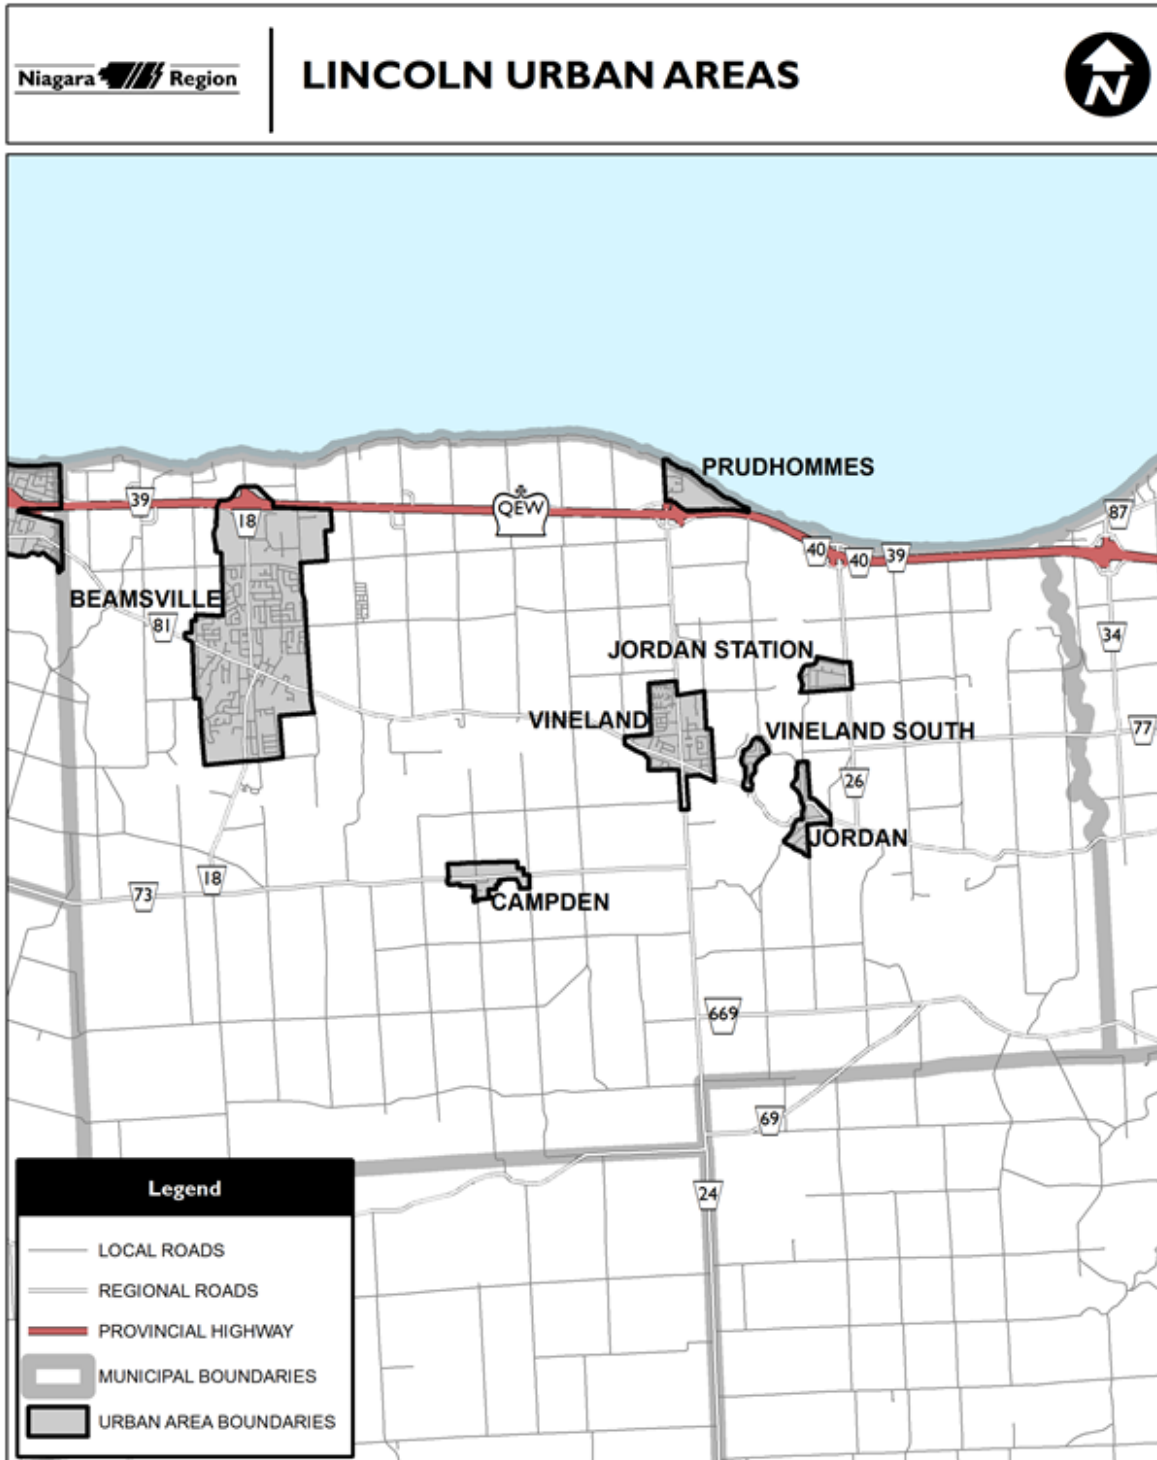 Niagara Region
LINCOLN URBAN AREAS
N
PRUDHOMMES
39
QEW
87
18
40
40
39
BEAMSVILLE
81
34
JORDAN STATION
VINELAND
VINELAND SOUTH
77
26
JORDAN
73
18
CAMPDEN
669
69
24
Legend
LOCAL ROADS
REGIONAL ROADS
PROVINCIAL HIGHWAY
MUNICIPAL BOUNDARIES
URBAN AREA BOUNDARIES